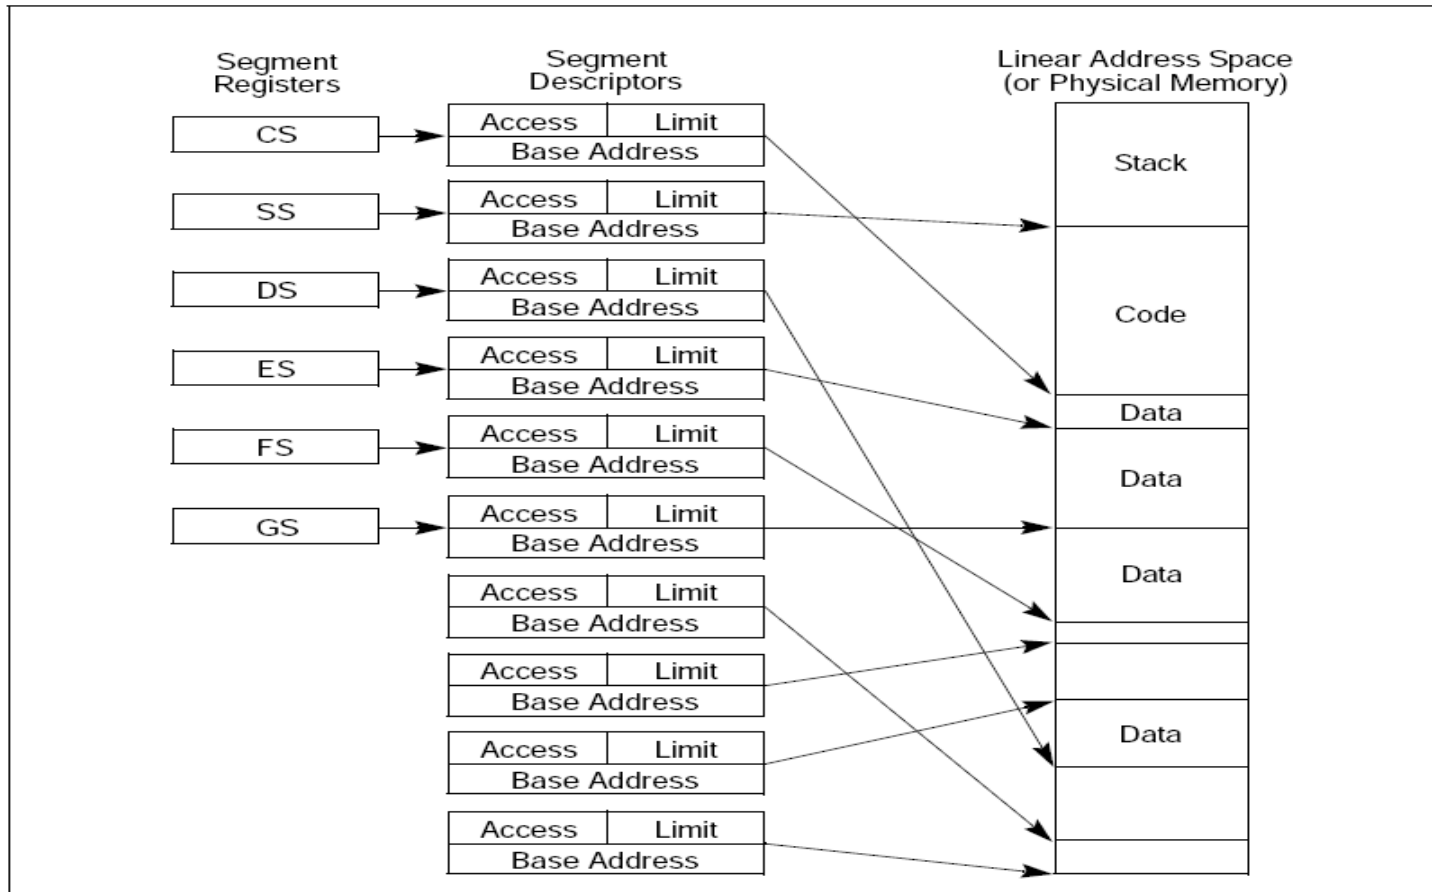 Segment
Registers
Segment
Descriptors
Linear Address Space
(or Physical Memory)
CS
Access Limit
Base Address
Stack
SS
Access Limit
Base Address
DS
Access Limit
Base Address
Code
ES
Access Limit
Base Address
Data
FS
Access Limit
Base Address
Data
GS
Access Limit
Base Address
Data
Access Limit
Base Address
Access Limit
Base Address
Access Limit
Base Address
Data
Access Limit
Base Address